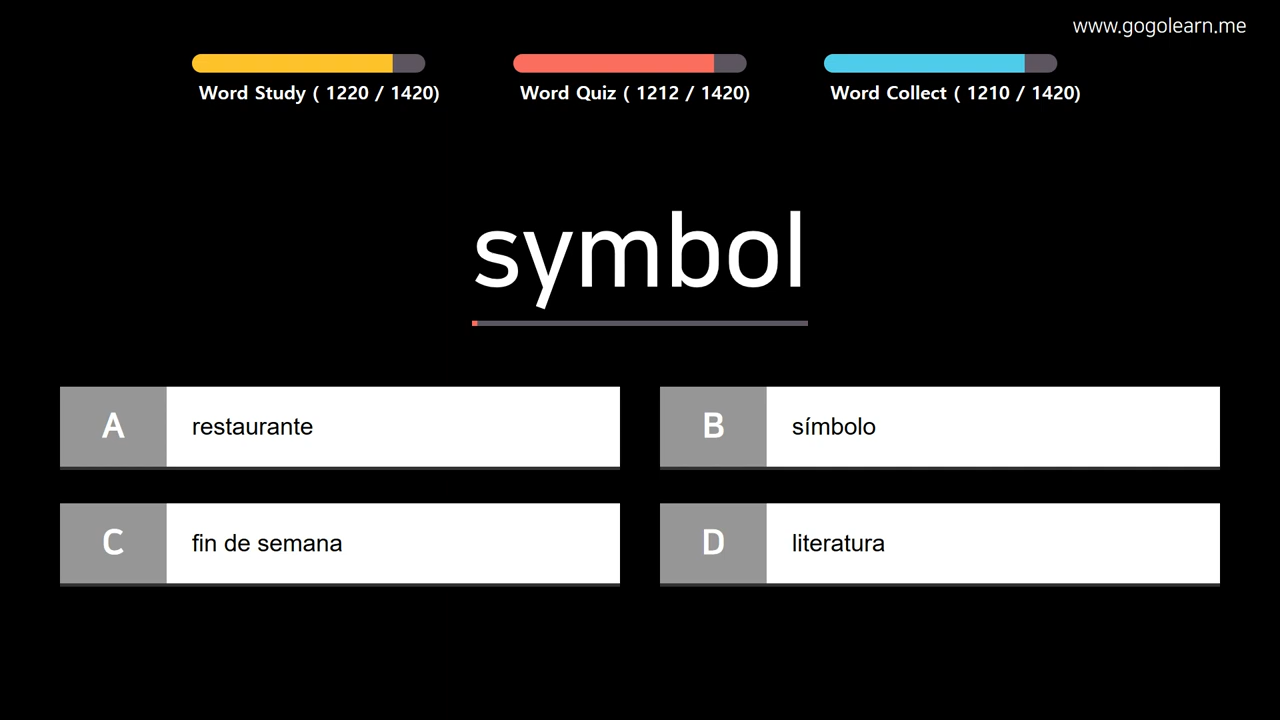 www.gogolearn.me
Word Study ( 1220 / 1420)
Word Quiz ( 1212 / 1420)
Word Collect ( 1210 / 1420)
symbol
A restaurante
B símbolo
C fin de semana
D literatura